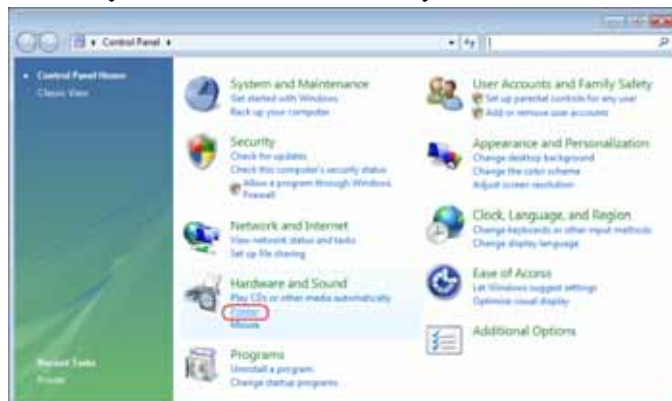 Control Panel
Control Panel Home
Classic View
System and Maintenance
Get started with Windows
Back up your computer
Security
Check for updates
Check this computer's security status
Allow a program through Windows
Firewall
Network and Internet
View network status and tasks
Set up file sharing
Hardware and Sound
Play CDs or other media automatically
Printer
Mouse
Programs
Uninstall a program
Change startup programs
User Accounts and Family Safety
Set up parental controls for any user
Add or remove user accounts
Appearance and Personalization
Change desktop background
Change the color scheme
Adjust screen resolution
Clock, Language, and Region
Change keyboards or other input methods
Change display language
Ease of Access
Let Windows suggest settings
Optimize visual display
Additional Options
Recent Tasks
Printer